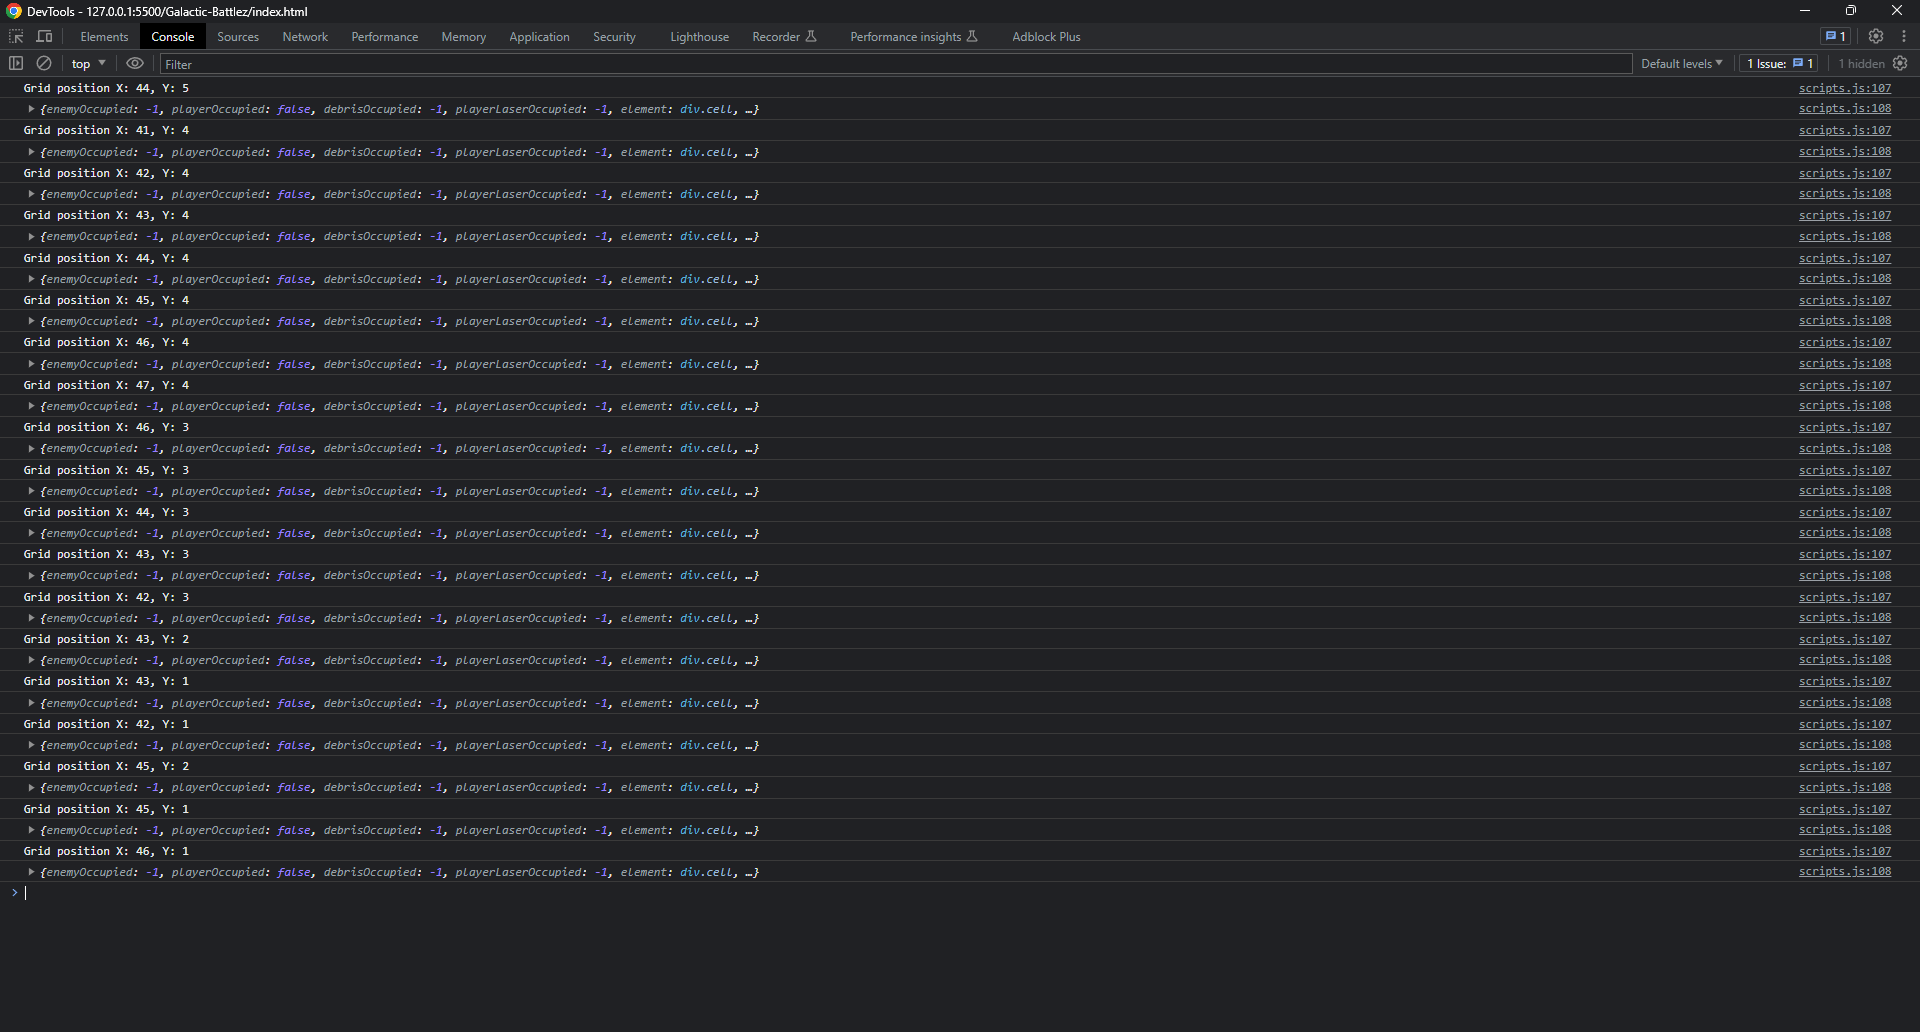 DevTools - 127.0.0.1:5500/Galactic-Battlez/index.html
Elements Console Sources Network Performance Memory Application Security Lighthouse Recorder Performance insights Adblock Plus 1
top Filter Default levels 1 Issue: 1 1 hidden
Grid position X: 44, Y: 5 scripts.js:107
{enemyOccupied: -1, playerOccupied: false, debrisOccupied: -1, playerLaserOccupied: -1, element: div.cell, …} scripts.js:108
Grid position X: 41, Y: 4 scripts.js:107
{enemyOccupied: -1, playerOccupied: false, debrisOccupied: -1, playerLaserOccupied: -1, element: div.cell, …} scripts.js:108
Grid position X: 42, Y: 4 scripts.js:107
{enemyOccupied: -1, playerOccupied: false, debrisOccupied: -1, playerLaserOccupied: -1, element: div.cell, …} scripts.js:108
Grid position X: 43, Y: 4 scripts.js:107
{enemyOccupied: -1, playerOccupied: false, debrisOccupied: -1, playerLaserOccupied: -1, element: div.cell, …} scripts.js:108
Grid position X: 44, Y: 4 scripts.js:107
{enemyOccupied: -1, playerOccupied: false, debrisOccupied: -1, playerLaserOccupied: -1, element: div.cell, …} scripts.js:108
Grid position X: 45, Y: 4 scripts.js:107
{enemyOccupied: -1, playerOccupied: false, debrisOccupied: -1, playerLaserOccupied: -1, element: div.cell, …} scripts.js:108
Grid position X: 46, Y: 4 scripts.js:107
{enemyOccupied: -1, playerOccupied: false, debrisOccupied: -1, playerLaserOccupied: -1, element: div.cell, …} scripts.js:108
Grid position X: 47, Y: 4 scripts.js:107
{enemyOccupied: -1, playerOccupied: false, debrisOccupied: -1, playerLaserOccupied: -1, element: div.cell, …} scripts.js:108
Grid position X: 46, Y: 3 scripts.js:107
{enemyOccupied: -1, playerOccupied: false, debrisOccupied: -1, playerLaserOccupied: -1, element: div.cell, …} scripts.js:108
Grid position X: 45, Y: 3 scripts.js:107
{enemyOccupied: -1, playerOccupied: false, debrisOccupied: -1, playerLaserOccupied: -1, element: div.cell, …} scripts.js:108
Grid position X: 44, Y: 3 scripts.js:107
{enemyOccupied: -1, playerOccupied: false, debrisOccupied: -1, playerLaserOccupied: -1, element: div.cell, …} scripts.js:108
Grid position X: 43, Y: 3 scripts.js:107
{enemyOccupied: -1, playerOccupied: false, debrisOccupied: -1, playerLaserOccupied: -1, element: div.cell, …} scripts.js:108
Grid position X: 42, Y: 3 scripts.js:107
{enemyOccupied: -1, playerOccupied: false, debrisOccupied: -1, playerLaserOccupied: -1, element: div.cell, …} scripts.js:108
Grid position X: 43, Y: 2 scripts.js:107
{enemyOccupied: -1, playerOccupied: false, debrisOccupied: -1, playerLaserOccupied: -1, element: div.cell, …} scripts.js:108
Grid position X: 43, Y: 1 scripts.js:107
{enemyOccupied: -1, playerOccupied: false, debrisOccupied: -1, playerLaserOccupied: -1, element: div.cell, …} scripts.js:108
Grid position X: 42, Y: 1 scripts.js:107
{enemyOccupied: -1, playerOccupied: false, debrisOccupied: -1, playerLaserOccupied: -1, element: div.cell, …} scripts.js:108
Grid position X: 45, Y: 2 scripts.js:107
{enemyOccupied: -1, playerOccupied: false, debrisOccupied: -1, playerLaserOccupied: -1, element: div.cell, …} scripts.js:108
Grid position X: 45, Y: 1 scripts.js:107
{enemyOccupied: -1, playerOccupied: false, debrisOccupied: -1, playerLaserOccupied: -1, element: div.cell, …} scripts.js:108
Grid position X: 46, Y: 1 scripts.js:107
{enemyOccupied: -1, playerOccupied: false, debrisOccupied: -1, playerLaserOccupied: -1, element: div.cell, …} scripts.js:108